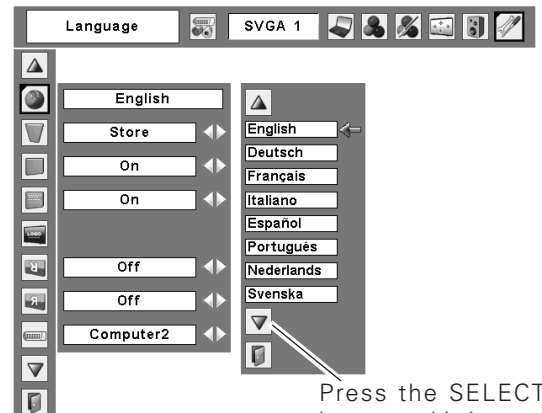 Language SVGA 1
English
Store
On
On
LOGO
Off
Off
Computer2
English
Deutsch
Français
Italiano
Español
Português
Nederlands
Svenska
R
R
Press the SELECT